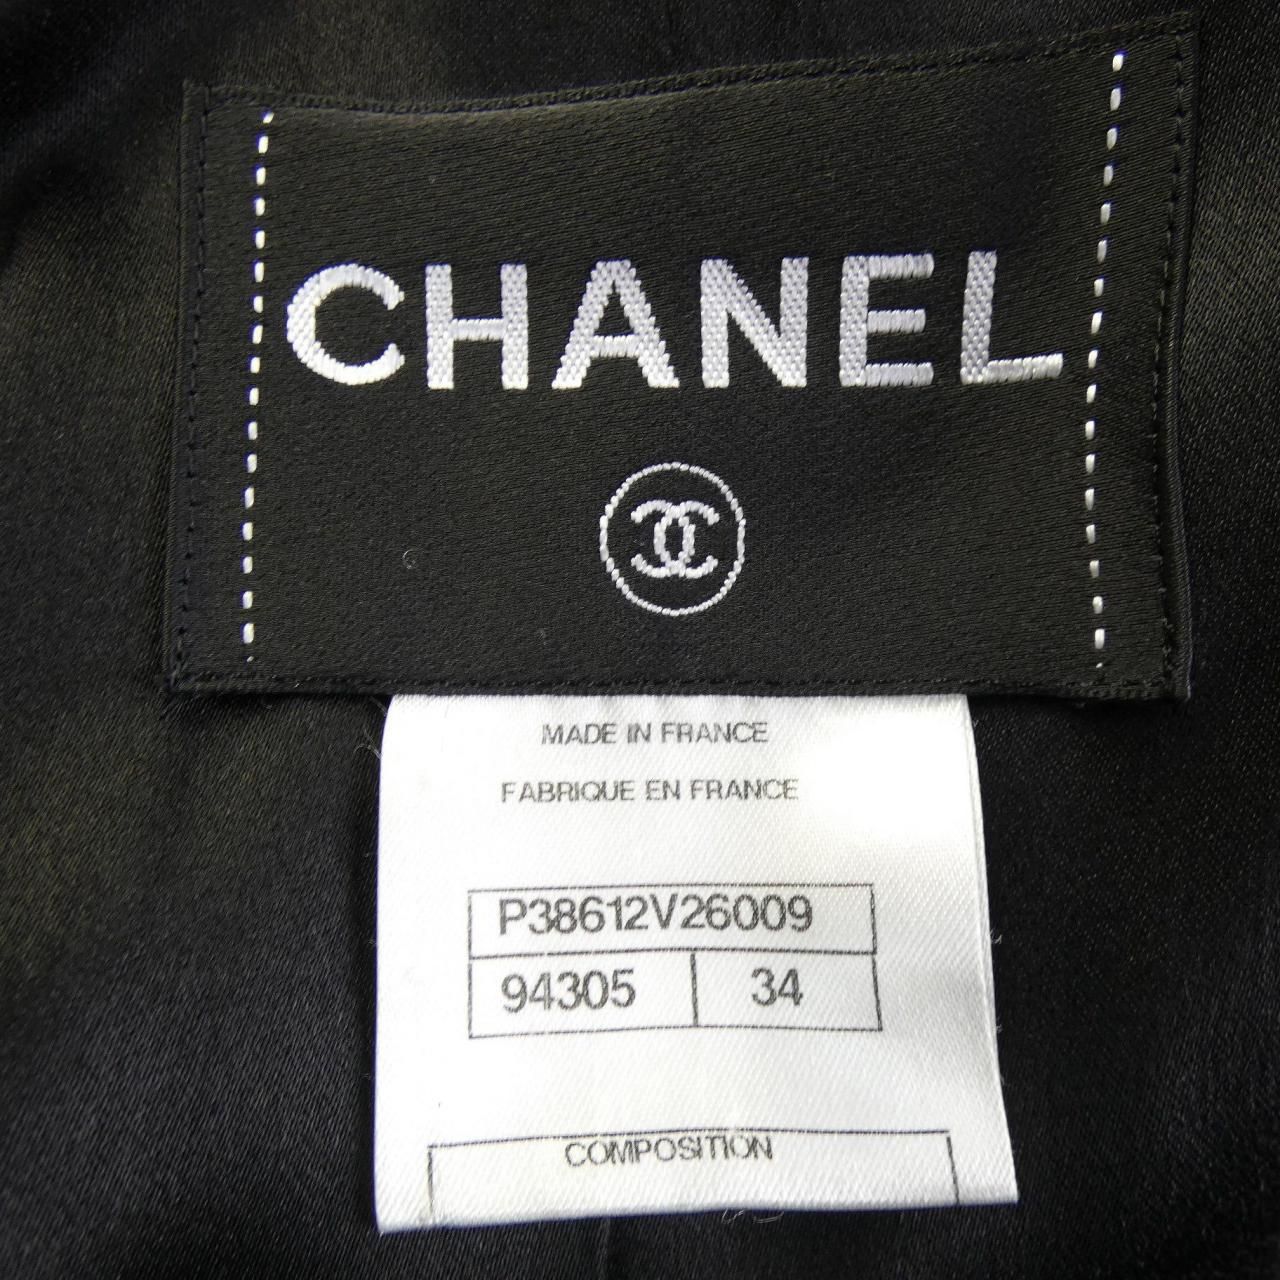 CHANEL
MADE IN FRANCE
FABRIQUE EN FRANCE
P38612V26009
94305 34
COMPOSITION